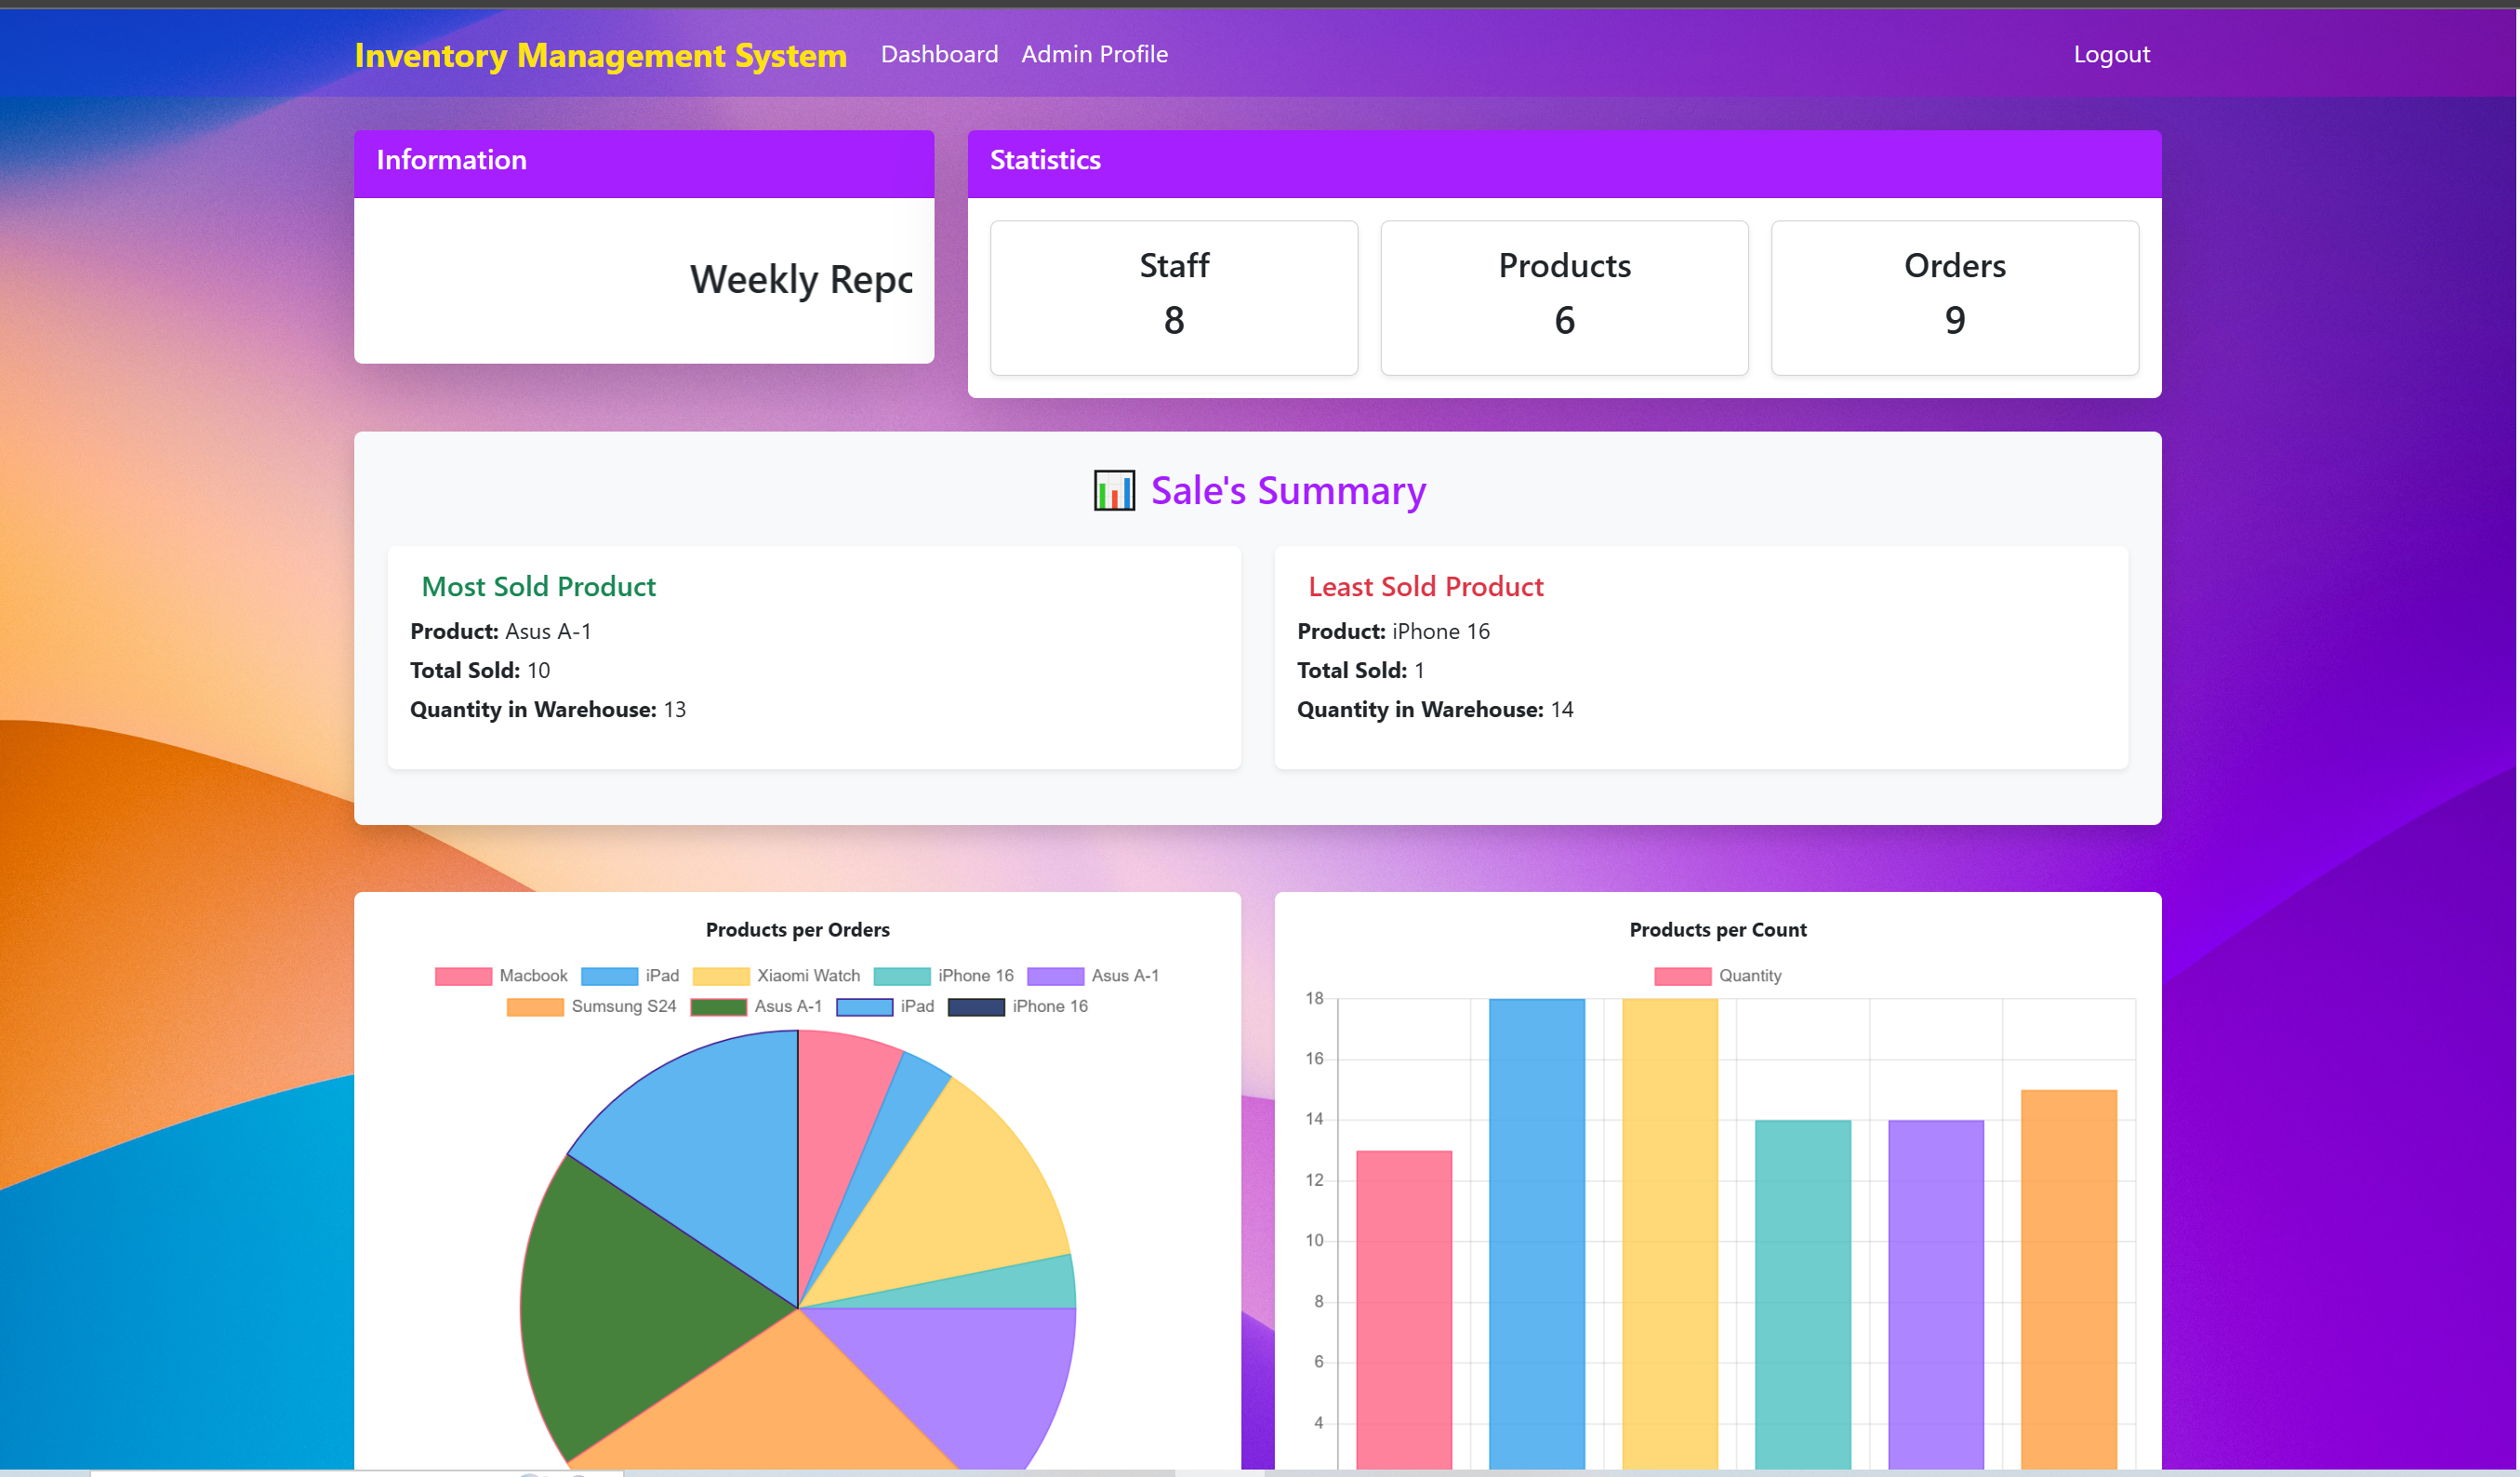 Inventory Management System Dashboard Admin Profile Logout
Information
Weekly Repo
Statistics
Staff
8
Products
6
Orders
9
📊 Sale's Summary
Most Sold Product
Product: Asus A-1
Total Sold: 10
Quantity in Warehouse: 13
Least Sold Product
Product: iPhone 16
Total Sold: 1
Quantity in Warehouse: 14
Products per Orders
Macbook iPad Xiaomi Watch iPhone 16 Asus A-1
Sumsung S24 Asus A-1 iPad iPhone 16
Products per Count
Quantity
18
16
14
12
10
8
6
4